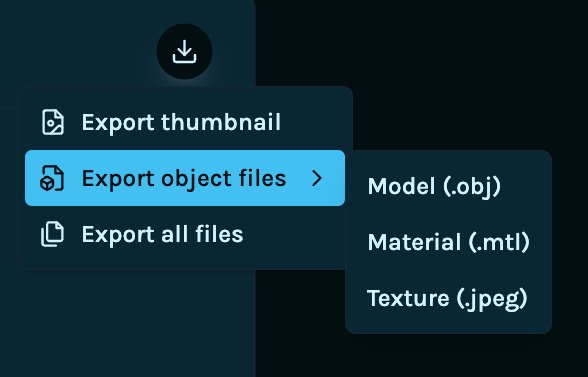 Export thumbnail
Export object files
Export all files
Model (.obj)
Material (.mtl)
Texture (.jpeg)